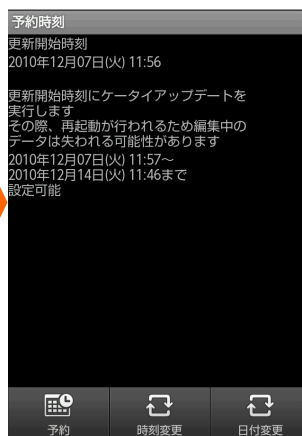 予約時刻
更新開始時刻
2010年12月07日(火) 11:56
更新開始時刻にケータイアップデートを
実行します
その際、再起動が行われるため編集中の
データは失われる可能性があります
2010年12月07日(火) 11:57～
2010年12月14日(火) 11:46まで
設定可能
予約 時刻変更 日付変更